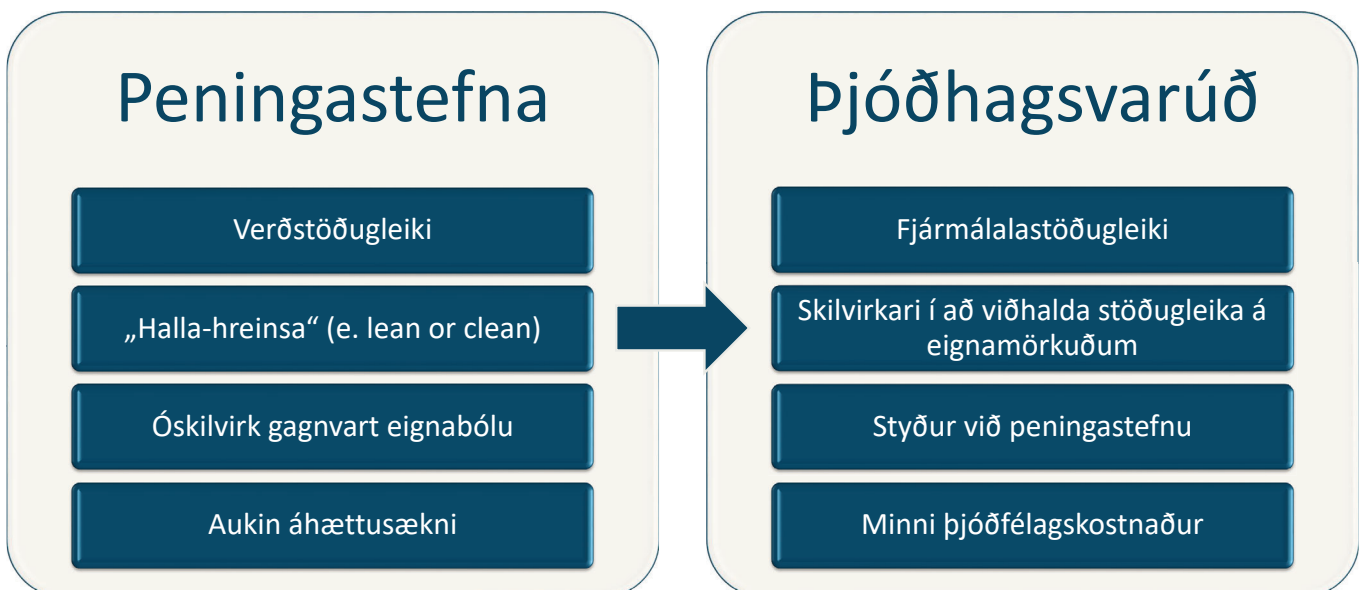 Peningastefna
Verðstöðugleiki
„Halla-hreinsa“ (e. lean or clean)
Óskilvirk gagnvart eignabólu
Aukin áhættusækni
Þjóðhagsvarúð
Fjármálalastöðugleiki
Skilvirkari í að viðhalda stöðugleika á
eignamörkuðum
Styður við peningastefnu
Minni þjóðfélagskostnaður